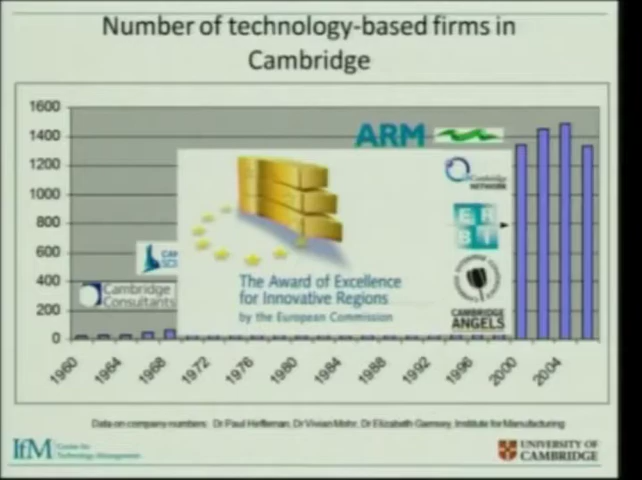 Number of technology-based firms in
Cambridge
1600
1400
1200
1000
800
600
400
200
0
ARM
Cambridge
NETWORK
ER
BT
CAMBRIDGE
ANGELS
Cambridge
Consultants
The Award of Excellence
for Innovative Regions
by the European Commission
1960
1964
1968
1972
1976
1980
1984
1988
1992
1996
2000
2004
Data on company numbers: Dr Paul Heffernan, Dr Vivian Mohr, Dr Elizabeth Garnsey, Institute for Manufacturing
IfM
Centre for
Technology Management
UNIVERSITY OF
CAMBRIDGE